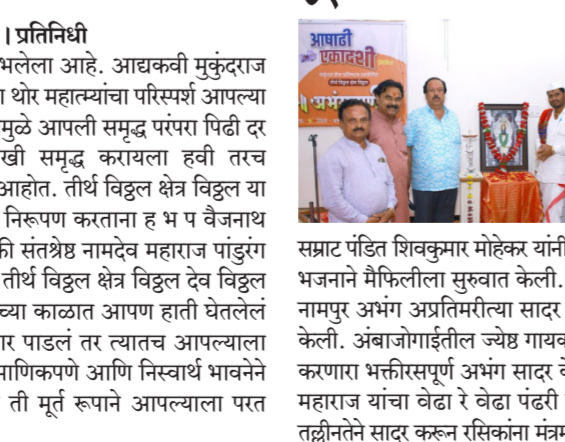 । प्रतिनिधी
भलेला आहे. आद्यकवी मुकुंदराज
थोर महात्म्यांचा परिस्पर्श आपल्या
मुळे आपली समृद्ध परंपरा पिढी दर
खी समृद्ध करायला हवी तरच
आहोत. तीर्थ विठ्ठल क्षेत्र विठ्ठल या
निरूपण करताना ह भ प वैजनाथ
की संतश्रेष्ठ नामदेव महाराज पांडुरंग
तीर्थ विठ्ठल क्षेत्र विठ्ठल देव विठ्ठल
च्या काळात आपण हाती घेतलेलं
पाडलं तर त्यातच आपल्याला
माणिकपणे आणि निस्वार्थ भावनेने
ती मूर्त रूपाने आपल्याला परत
आषाढी
एकादशी
सम्राट पंडित शिवकुमार मोहेकर यांनी
भजनाने मैफिलीला सुरुवात केली.
नामपुर अभंग अप्रतिमरीत्या सादर
केली. अंबाजोगाईतील ज्येष्ठ गायक
करणारा भक्तीरसपूर्ण अभंग सादर
महाराज यांचा वेढा रे वेढा पंढरी
तल्लीनतेने सादर करून रसिकांना